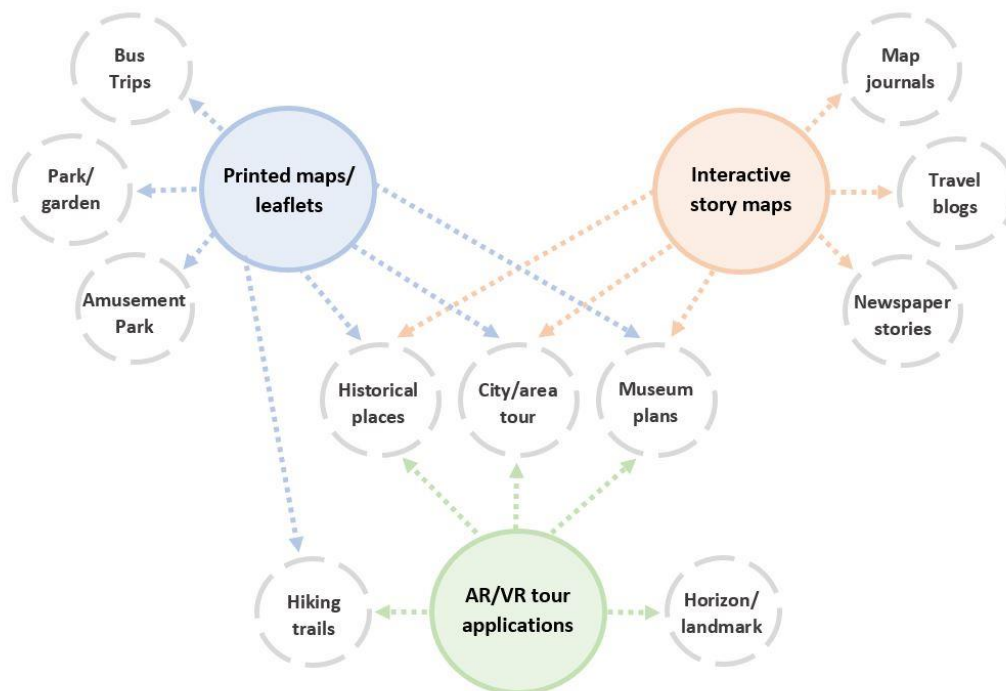 Bus
Trips
Map
journals
Printed maps/
leaflets
Interactive
story maps
Park/
garden
Travel
blogs
Amusement
Park
Newspaper
stories
Historical
places
City/area
tour
Museum
plans
Hiking
trails
AR/VR tour
applications
Horizon/
landmark